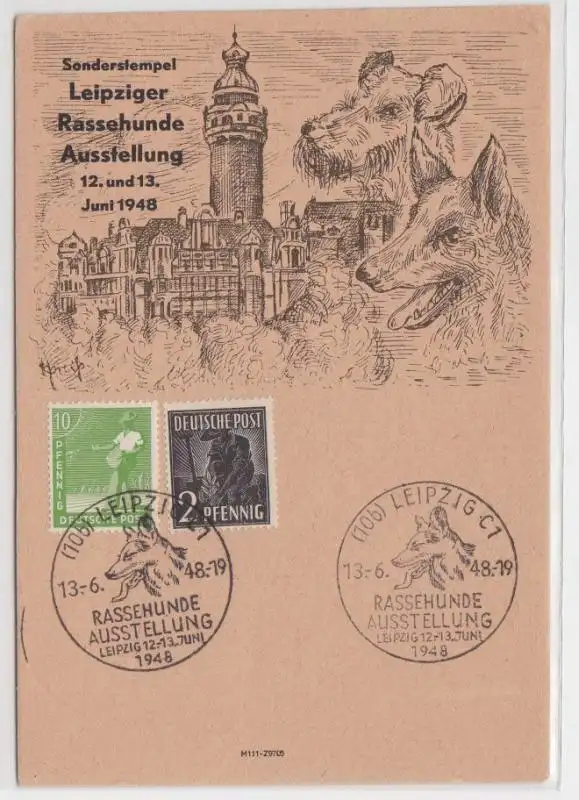 Sonderstempel
Leipziger
Rassehunde
Ausstellung
12. und 13.
Juni 1948
10
PFENNIG
DEUTSCHE POST
DEUTSCHE POST
2 PFENNIG
(10b) LEIPZIG C1
13.-6. 48.-19
RASSEHUNDE
AUSSTELLUNG
LEIPZIG 12.-13. JUNI
1948
(10b) LEIPZIG C1
13.-6. 48.-19
RASSEHUNDE
AUSSTELLUNG
LEIPZIG 12.-13. JUNI
1948